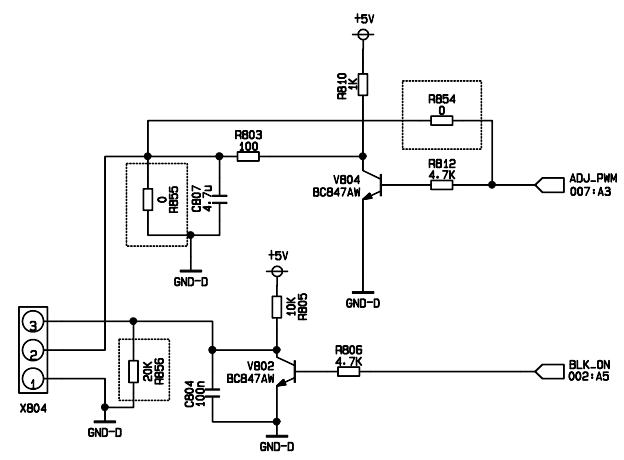 +5V
R810
1K
R854
0
R803
100
V804
BC847AW
R812
4.7K
ADJ_PWM
007:A3
0
R855
C807
4.7u
GND-D
GND-D
+5V
10K
R805
3
2
1
X804
20K
R856
GND-D
C804
100n
V802
BC847AW
R806
4.7K
BLK_ON
002:A5
GND-D